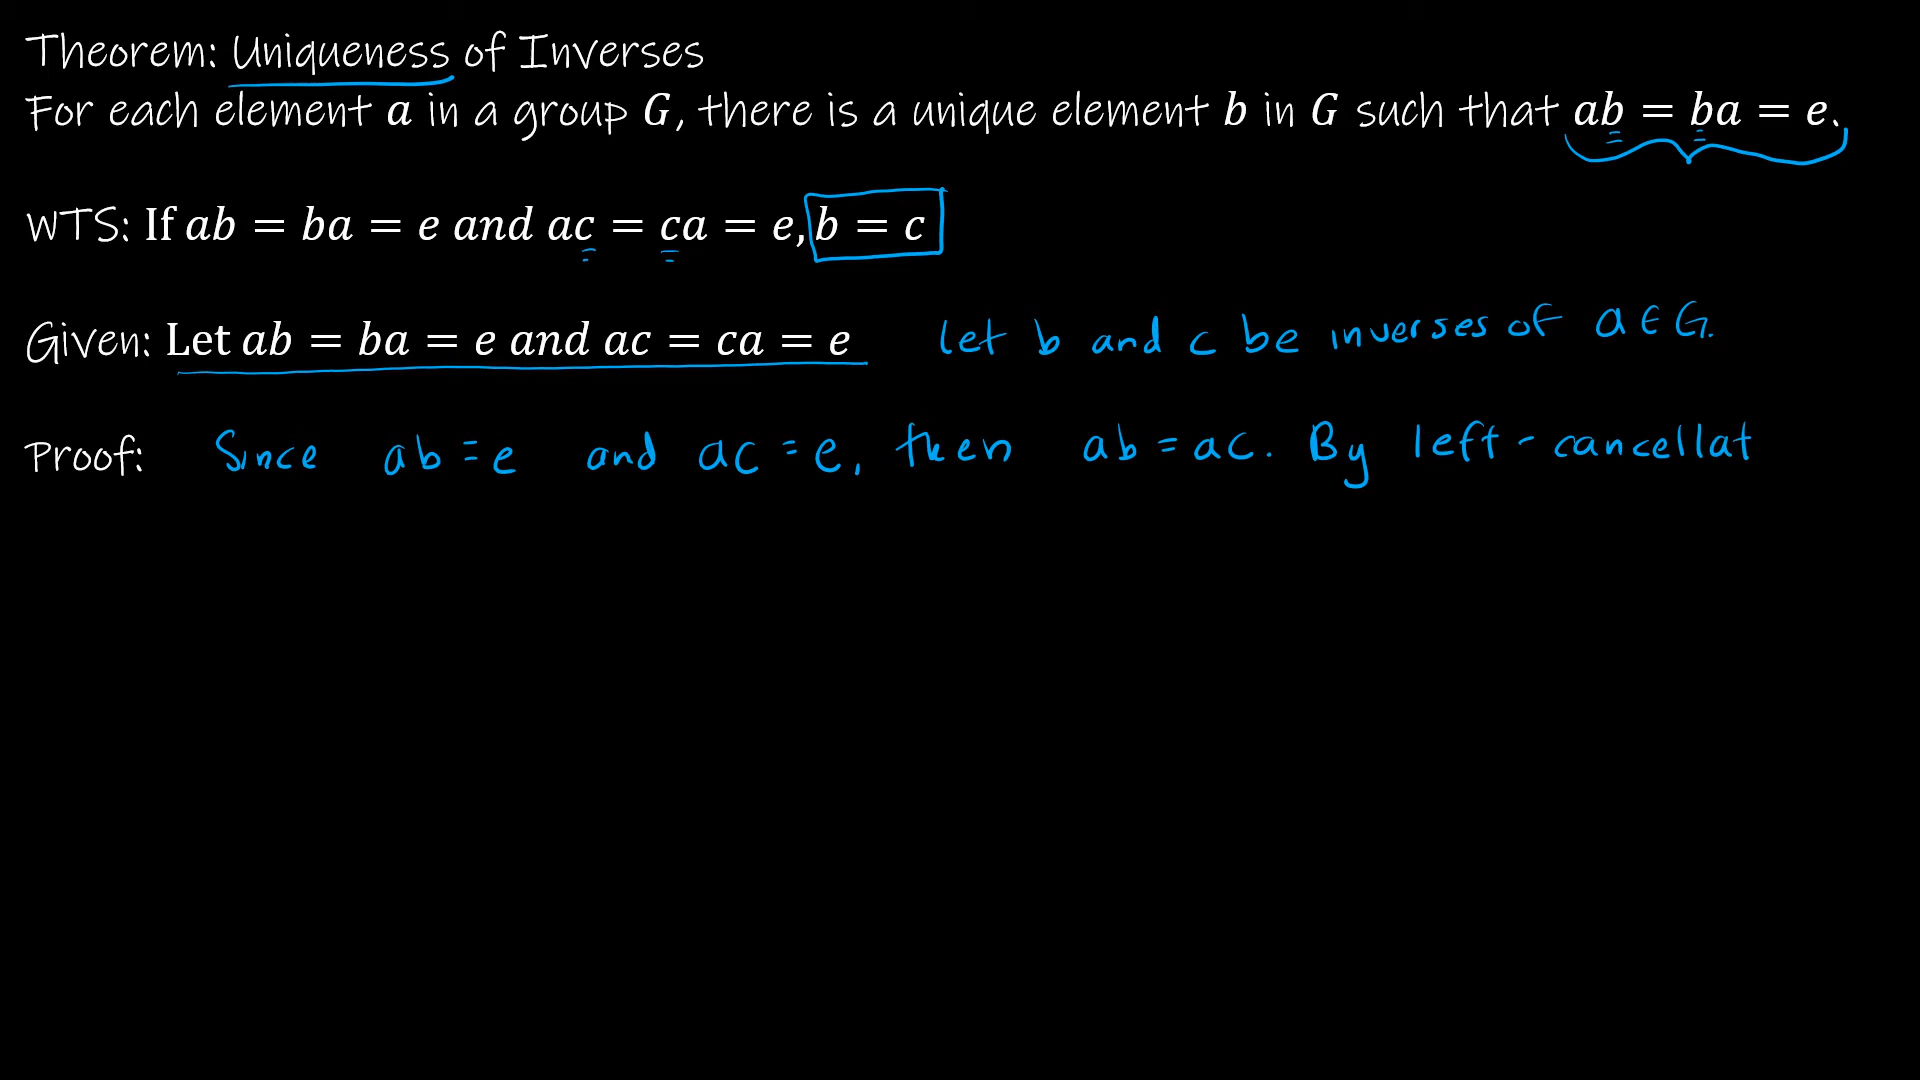 Theorem: Uniqueness of Inverses
For each element a in a group G, there is a unique element b in G such that ab = ba = e.
WTS: If ab = ba = e and ac = ca = e, b = c
Given: Let ab = ba = e and ac = ca = e let b and c be inverses of a ∈ G.
Proof: Since ab = e and ac = e, then ab = ac. By left-cancellat